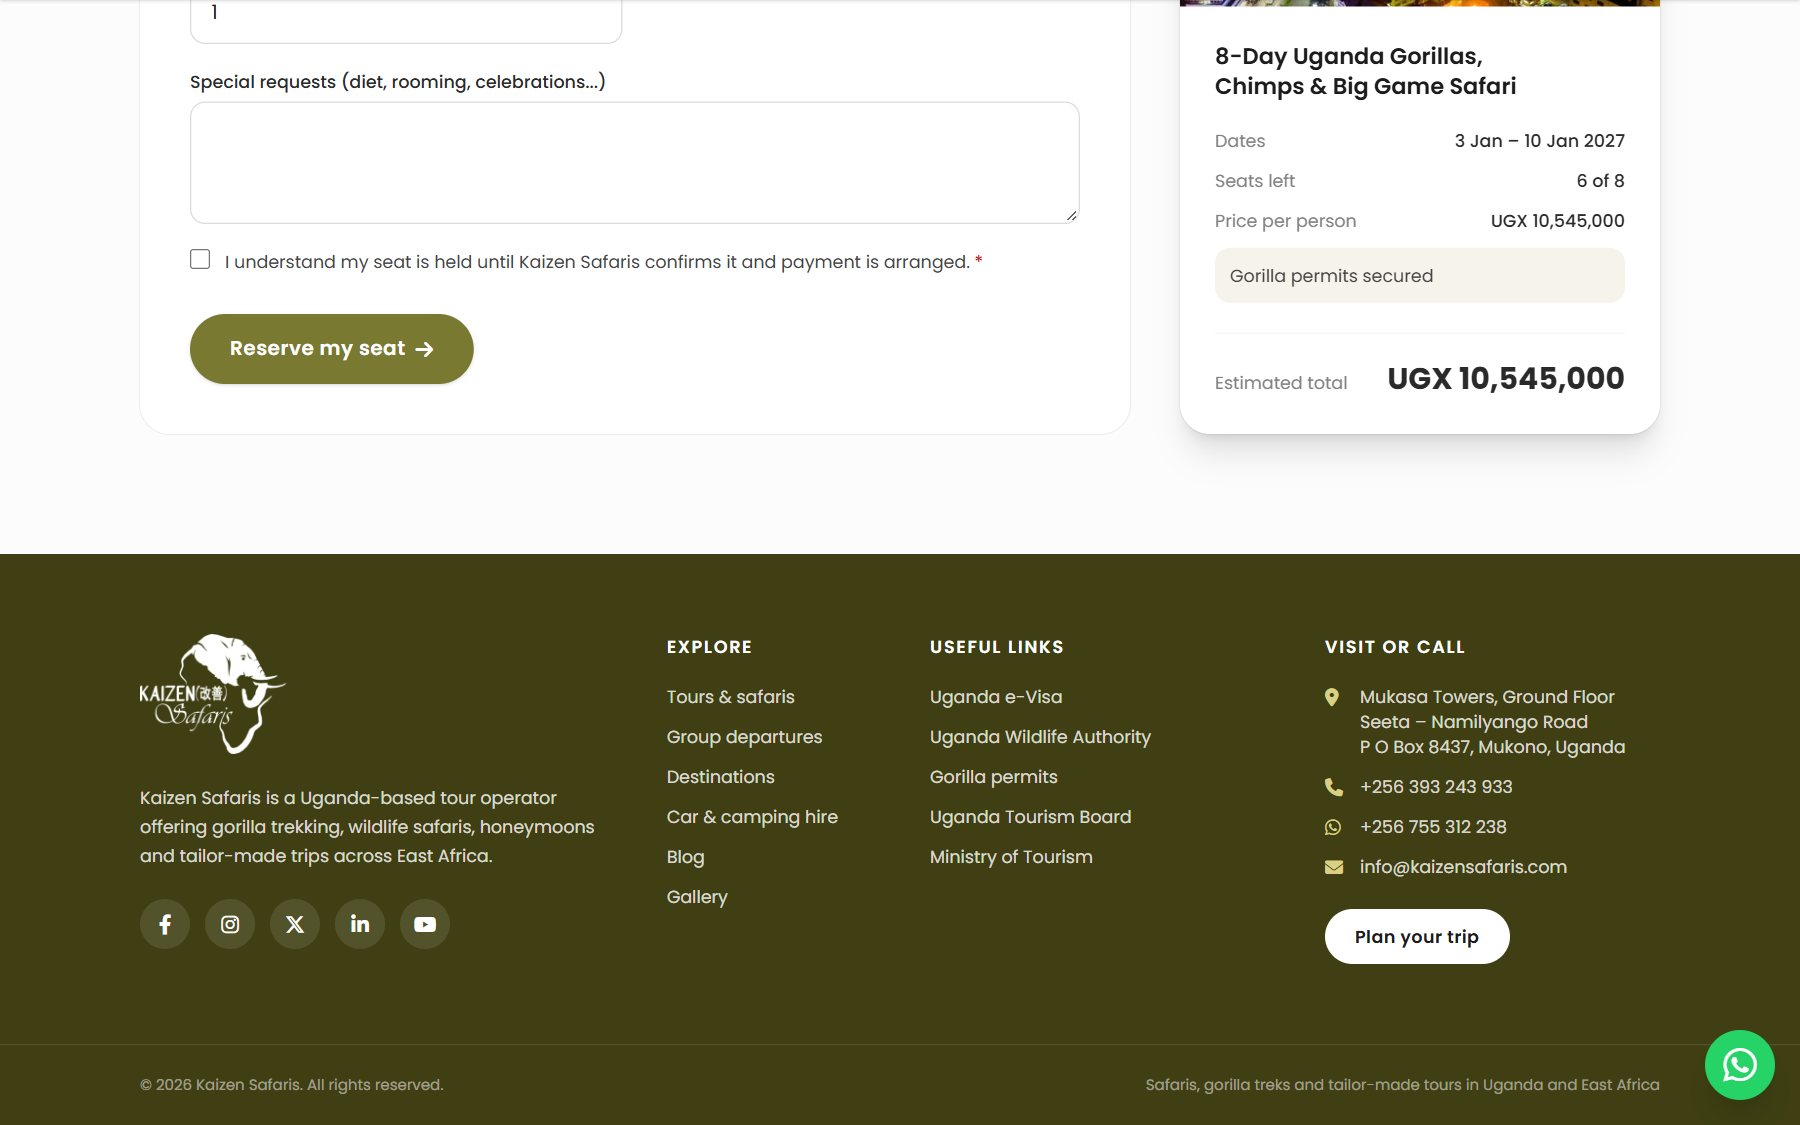 1
Special requests (diet, rooming, celebrations...)
I understand my seat is held until Kaizen Safaris confirms it and payment is arranged. *
Reserve my seat
8-Day Uganda Gorillas,
Chimps & Big Game Safari
Dates 3 Jan – 10 Jan 2027
Seats left 6 of 8
Price per person UGX 10,545,000
Gorilla permits secured
Estimated total UGX 10,545,000
KAIZEN(改善)
Safaris
Kaizen Safaris is a Uganda-based tour operator
offering gorilla trekking, wildlife safaris, honeymoons
and tailor-made trips across East Africa.
EXPLORE
Tours & safaris
Group departures
Destinations
Car & camping hire
Blog
Gallery
USEFUL LINKS
Uganda e-Visa
Uganda Wildlife Authority
Gorilla permits
Uganda Tourism Board
Ministry of Tourism
VISIT OR CALL
Mukasa Towers, Ground Floor
Seeta – Namilyango Road
P O Box 8437, Mukono, Uganda
+256 393 243 933
+256 755 312 238
info@kaizensafaris.com
Plan your trip
© 2026 Kaizen Safaris. All rights reserved.
Safaris, gorilla treks and tailor-made tours in Uganda and East Africa